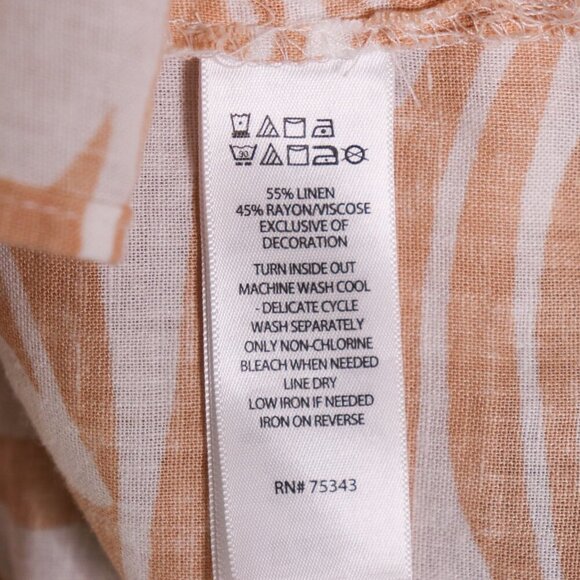 55% LINEN
45% RAYON/VISCOSE
EXCLUSIVE OF
DECORATION
TURN INSIDE OUT
MACHINE WASH COOL
- DELICATE CYCLE
WASH SEPARATELY
ONLY NON-CHLORINE
BLEACH WHEN NEEDED
LINE DRY
LOW IRON IF NEEDED
IRON ON REVERSE
RN# 75343